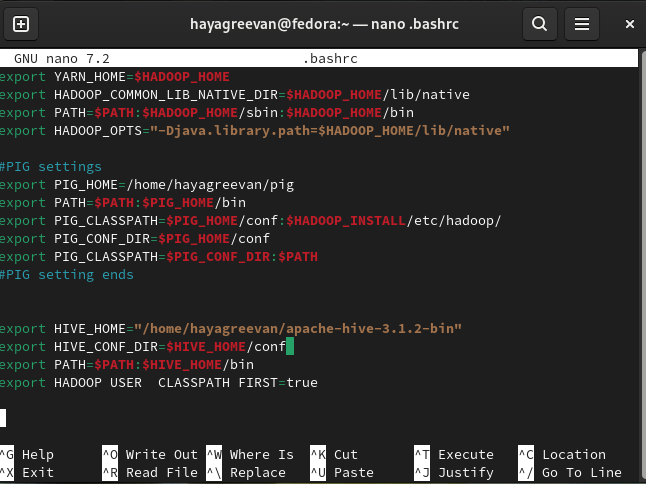 hayagreevan@fedora:~ — nano .bashrc
GNU nano 7.2 .bashrc
export YARN_HOME=$HADOOP_HOME
export HADOOP_COMMON_LIB_NATIVE_DIR=$HADOOP_HOME/lib/native
export PATH=$PATH:$HADOOP_HOME/sbin:$HADOOP_HOME/bin
export HADOOP_OPTS="-Djava.library.path=$HADOOP_HOME/lib/native"
#PIG settings
export PIG_HOME=/home/hayagreevan/pig
export PATH=$PATH:$PIG_HOME/bin
export PIG_CLASSPATH=$PIG_HOME/conf:$HADOOP_INSTALL/etc/hadoop/
export PIG_CONF_DIR=$PIG_HOME/conf
export PIG_CLASSPATH=$PIG_CONF_DIR:$PATH
#PIG setting ends
export HIVE_HOME="/home/hayagreevan/apache-hive-3.1.2-bin"
export HIVE_CONF_DIR=$HIVE_HOME/conf
export PATH=$PATH:$HIVE_HOME/bin
export HADOOP USER  CLASPATH FIRST=true
^G Help ^O Write Out ^W Where Is ^K Cut ^T Execute ^C Location
^X Exit ^R Read File ^\ Replace ^U Paste ^J Justify ^/ Go To Line